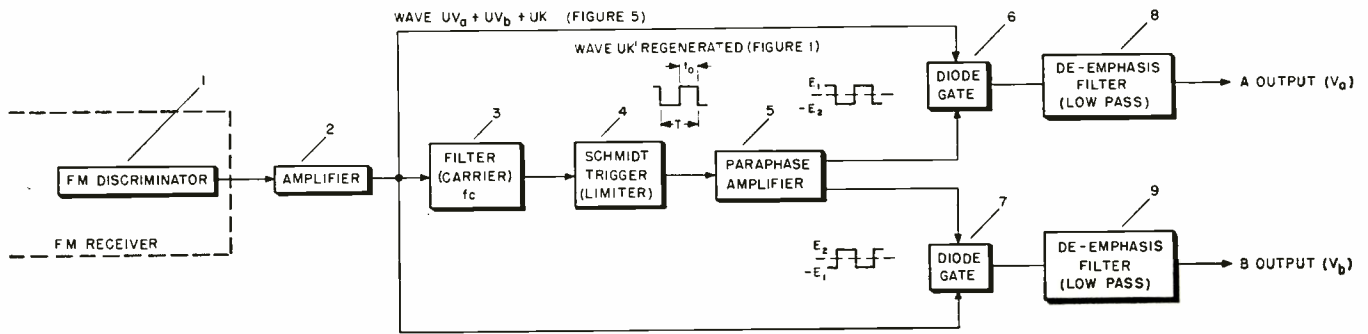 WAVE UVa + UVb + UK (FIGURE 5)
WAVE UK' REGENERATED (FIGURE 1)
to
T
1
FM DISCRIMINATOR
FM RECEIVER
2
AMPLIFIER
3
FILTER
(CARRIER)
fc
4
SCHMIDT
TRIGGER
(LIMITER)
5
PARAPHASE
AMPLIFIER
E1
-E2
6
DIODE
GATE
8
DE-EMPHASIS
FILTER
(LOW PASS)
A OUTPUT (Va)
E2
-E1
7
DIODE
GATE
9
DE-EMPHASIS
FILTER
(LOW PASS)
B OUTPUT (Vb)